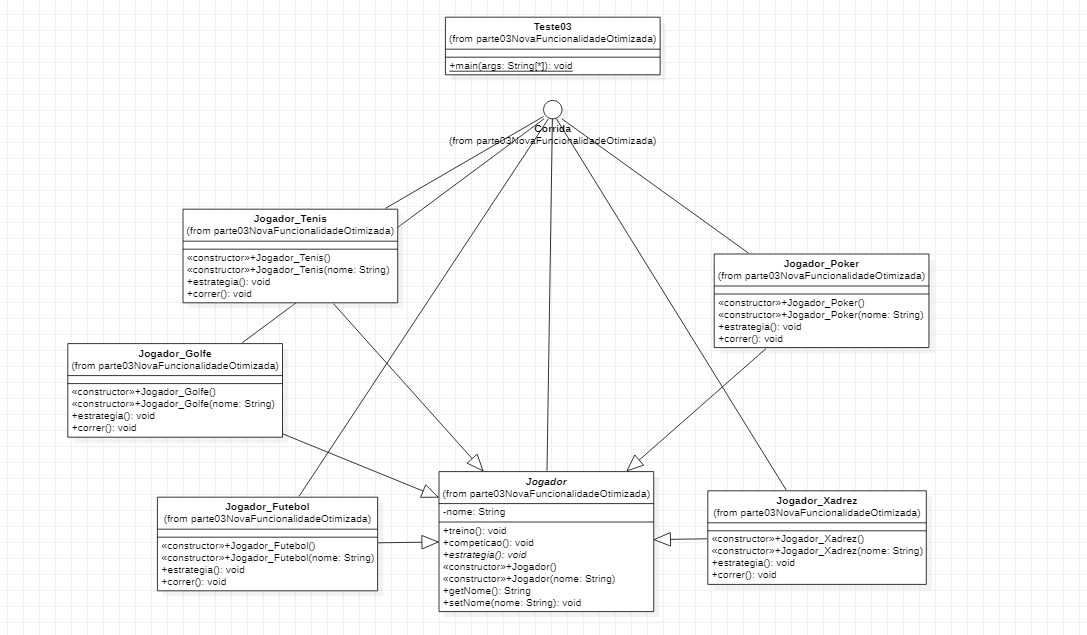 Teste03
(from parte03NovaFuncionalidadeOtimizada)
+main(args: String[*]): void
Corrida
(from parte03NovaFuncionalidadeOtimizada)
Jogador_Tenis
(from parte03NovaFuncionalidadeOtimizada)
«constructor»+Jogador_Tenis()
«constructor»+Jogador_Tenis(nome: String)
+estrategia(): void
+correr(): void
Jogador_Poker
(from parte03NovaFuncionalidadeOtimizada)
«constructor»+Jogador_Poker()
«constructor»+Jogador_Poker(nome: String)
+estrategia(): void
+correr(): void
Jogador_Golfe
(from parte03NovaFuncionalidadeOtimizada)
«constructor»+Jogador_Golfe()
«constructor»+Jogador_Golfe(nome: String)
+estrategia(): void
+correr(): void
Jogador_Futebol
(from parte03NovaFuncionalidadeOtimizada)
«constructor»+Jogador_Futebol()
«constructor»+Jogador_Futebol(nome: String)
+estrategia(): void
+correr(): void
Jogador
(from parte03NovaFuncionalidadeOtimizada)
-nome: String
+treino(): void
+competicao(): void
+estrategia(): void
«constructor»+Jogador()
«constructor»+Jogador(nome: String)
+getNome(): String
+setNome(nome: String): void
Jogador_Xadrez
(from parte03NovaFuncionalidadeOtimizada)
«constructor»+Jogador_Xadrez()
«constructor»+Jogador_Xadrez(nome: String)
+estrategia(): void
+correr(): void